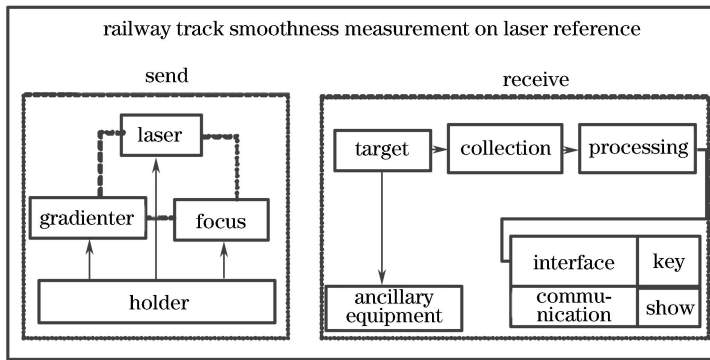 railway track smoothness measurement on laser reference
send
laser
gradienter
focus
holder
receive
target
collection
processing
ancillary
equipment
interface
key
commu-
nication
show